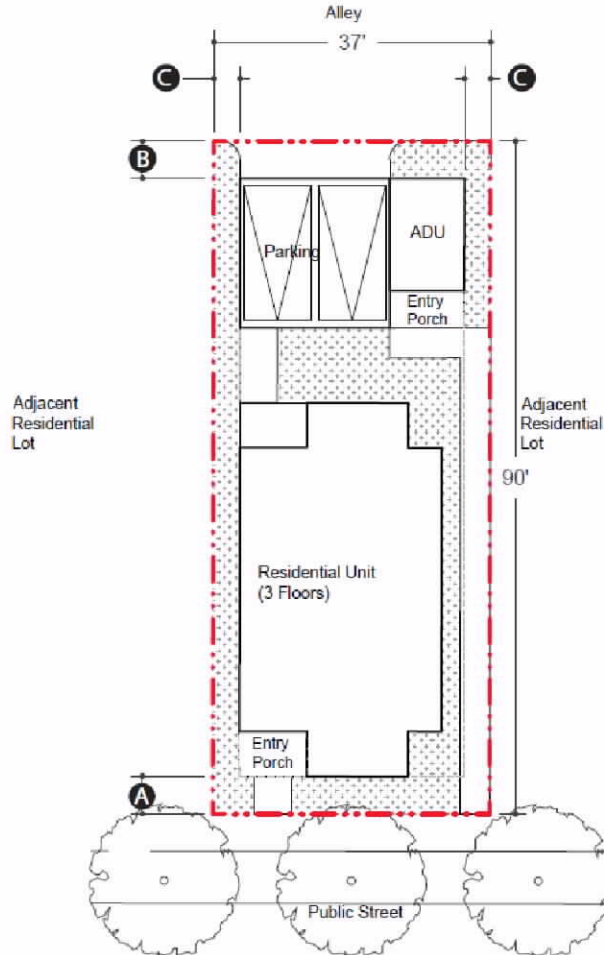 Alley
37'
C
C
B
ADU
Parking
Entry
Porch
Adjacent
Residential
Lot
Adjacent
Residential
Lot
90'
Residential Unit
(3 Floors)
Entry
Porch
A
Public Street